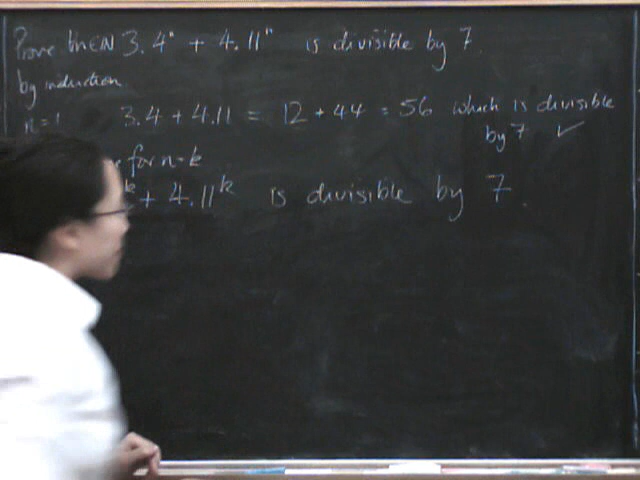 Prove ∀n∈ℕ 3.4ⁿ + 4.11ⁿ is divisible by 7.
by induction
n=1 3.4 + 4.11 = 12 + 44 = 56 which is divisible
by 7 ✓
for n=k
k + 4.11ᵏ is divisible by 7.